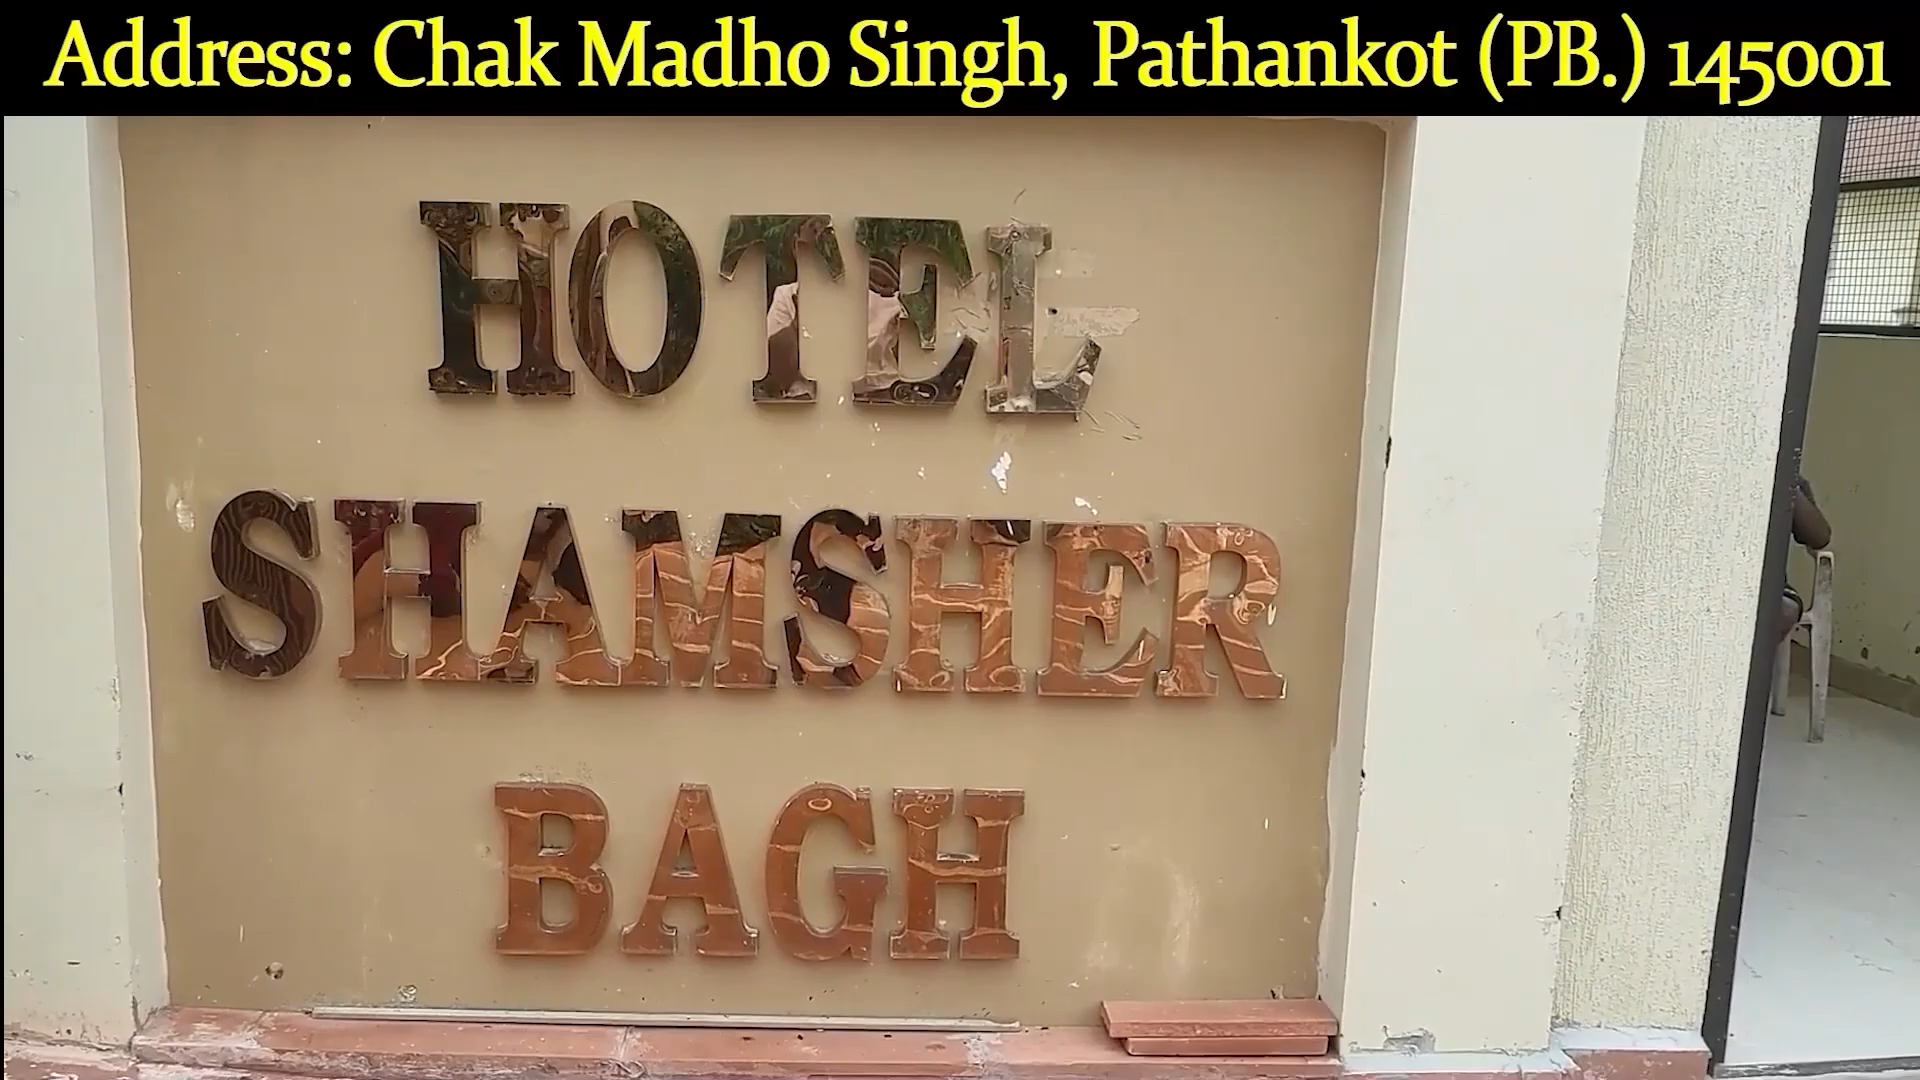 Address: Chak Madho Singh, Pathankot (PB.) 145001
HOTEL
SHAMSHER
BAGH